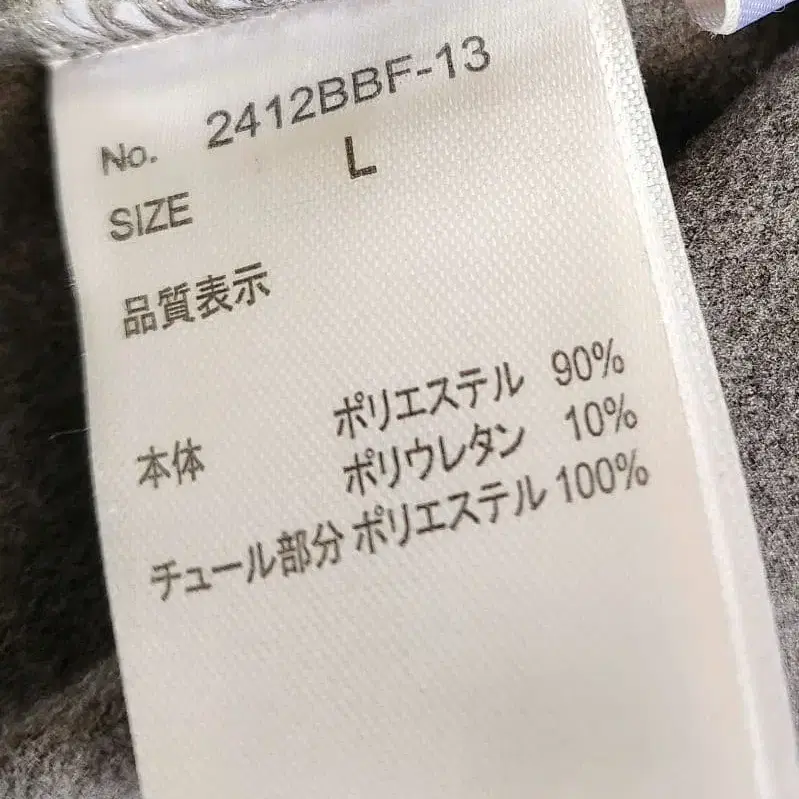 No. 2412BBF-13
SIZE L
品質表示
本体 ポリエステル 90%
ポリウレタン 10%
チュール部分 ポリエステル 100%